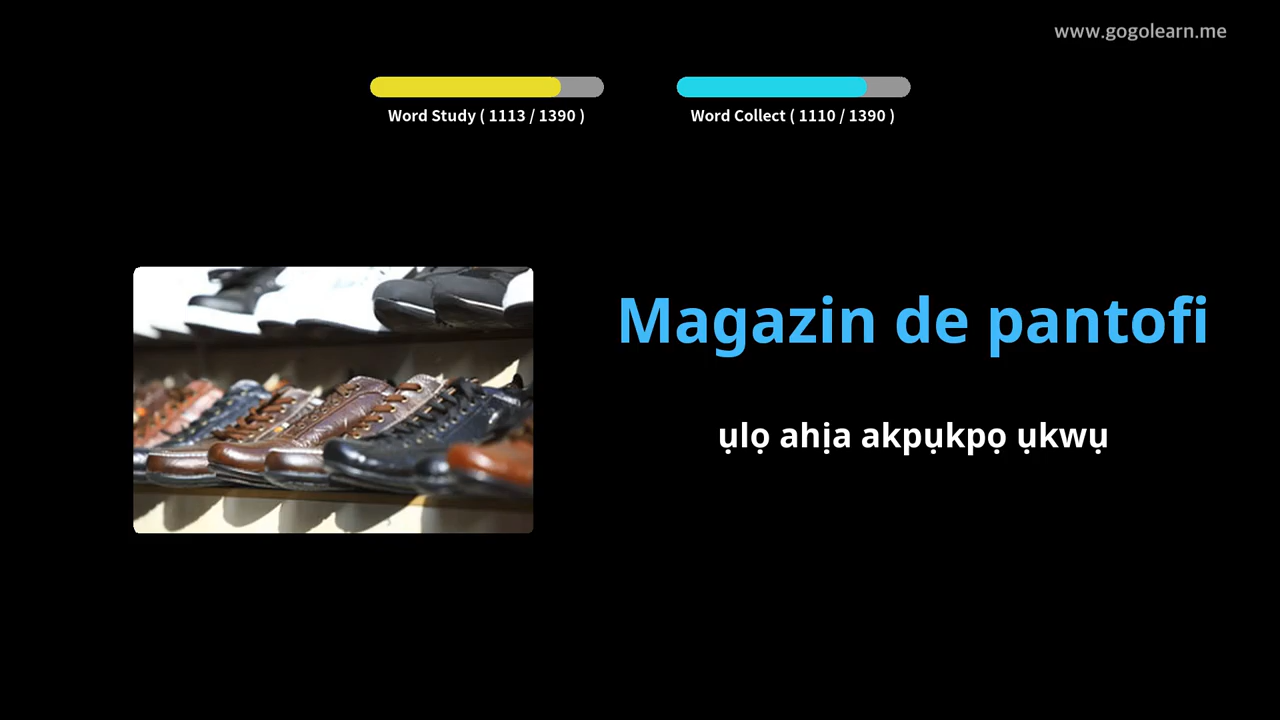 www.gogolearn.me
Word Study ( 1113 / 1390 )
Word Collect ( 1110 / 1390 )
Magazin de pantofi
ụlọ ahịa akpụkpọ ụkwụ